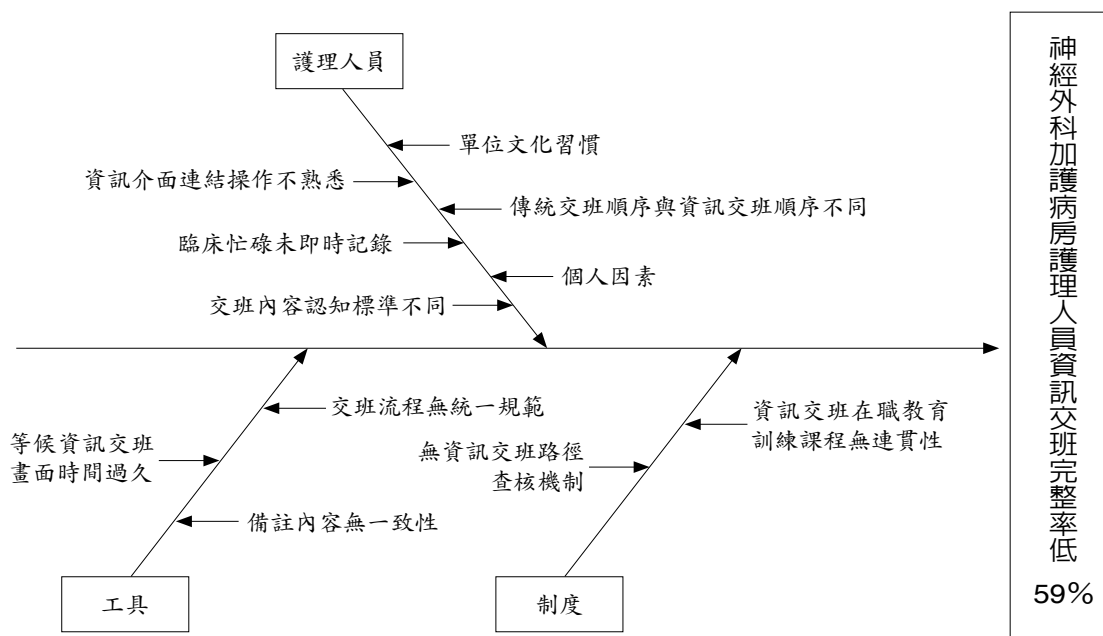 護理人員
單位文化習慣
資訊介面連結操作不熟悉
傳統交班順序與資訊交班順序不同
臨床忙碌未即時記錄
個人因素
交班內容認知標準不同
交班流程無統一規範
等候資訊交班
畫面時間過久
備註內容無一致性
工具
資訊交班在職教育
訓練課程無連貫性
無資訊交班路徑
查核機制
制度
神經外科加護病房護理人員資訊交班完整率低
59%